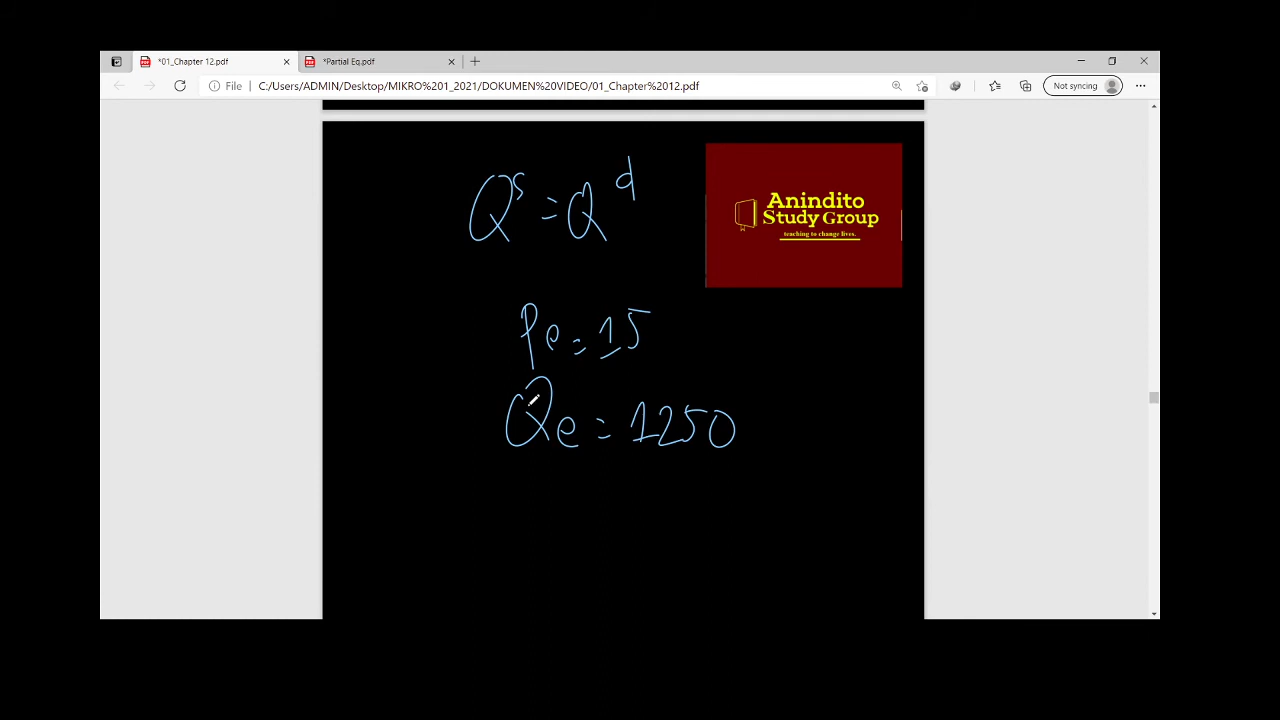 *01_Chapter 12.pdf
*Partial Eq.pdf
File
C:/Users/ADMIN/Desktop/MIKRO%201_2021/DOKUMEN%20VIDEO/01_Chapter%2012.pdf
Not syncing
Q^s = Q^d
Anindito
Study Group
teaching to change lives.
Pe = 15
Qe = 1250